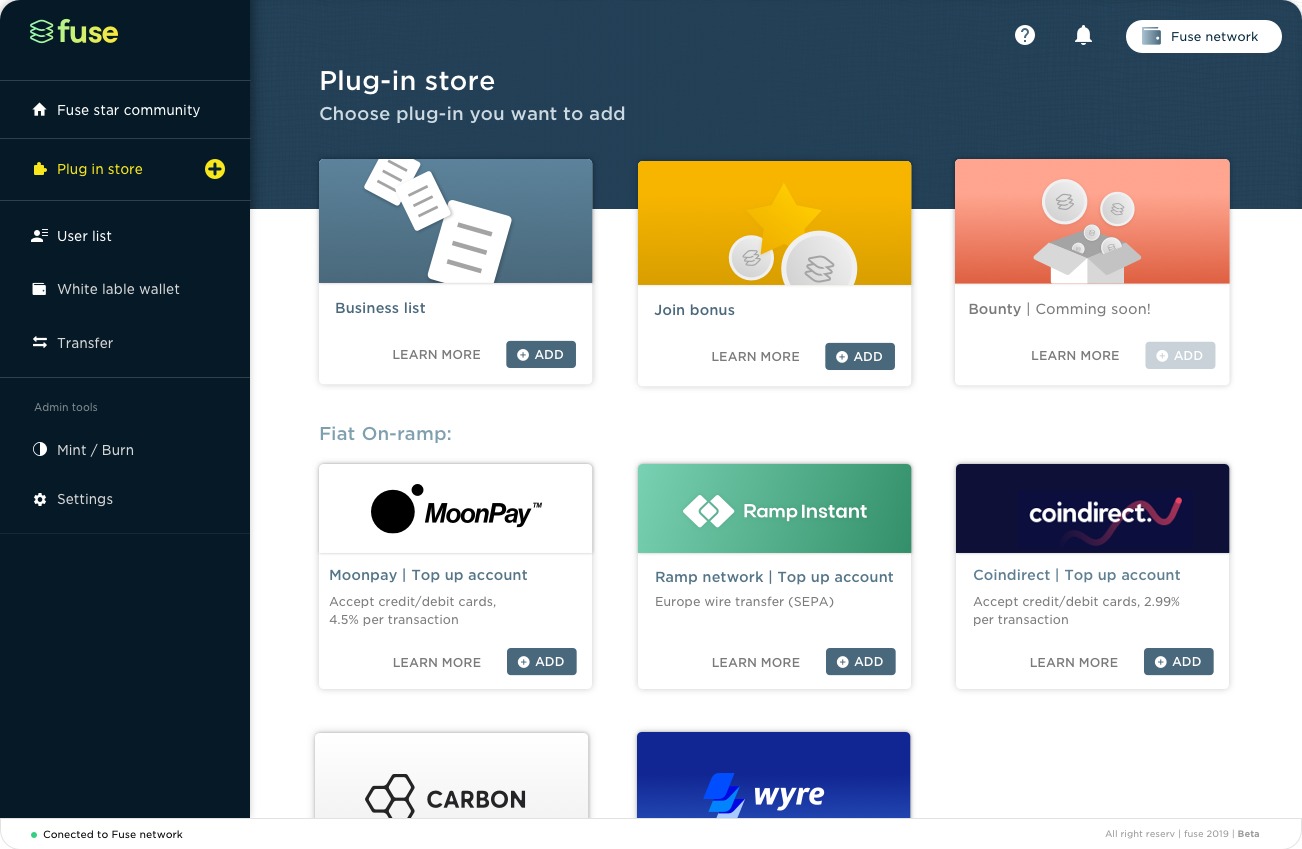 fuse
Fuse network
Plug-in store
Choose plug-in you want to add
Fuse star community
Plug in store
User list
White lable wallet
Transfer
Admin tools
Mint / Burn
Settings
Business list
LEARN MORE
ADD
Join bonus
LEARN MORE
ADD
Bounty | Comming soon!
LEARN MORE
ADD
Fiat On-ramp:
MoonPay™
Moonpay | Top up account
Accept credit/debit cards,
4.5% per transaction
LEARN MORE
ADD
Ramp Instant
Ramp network | Top up account
Europe wire transfer (SEPA)
LEARN MORE
ADD
coindirect.
Coindirect | Top up account
Accept credit/debit cards, 2.99%
per transaction
LEARN MORE
ADD
CARBON
wyre
Conected to Fuse network
All right reserv | fuse 2019 | Beta